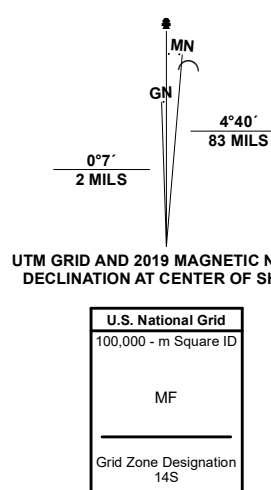 MN
GN
4°40´
83 MILS
0°7´
2 MILS
UTM GRID AND 2019 MAGNETIC
DECLINATION AT CENTER OF
U.S. National Grid
100,000 - m Square ID
MF
Grid Zone Designation
14S